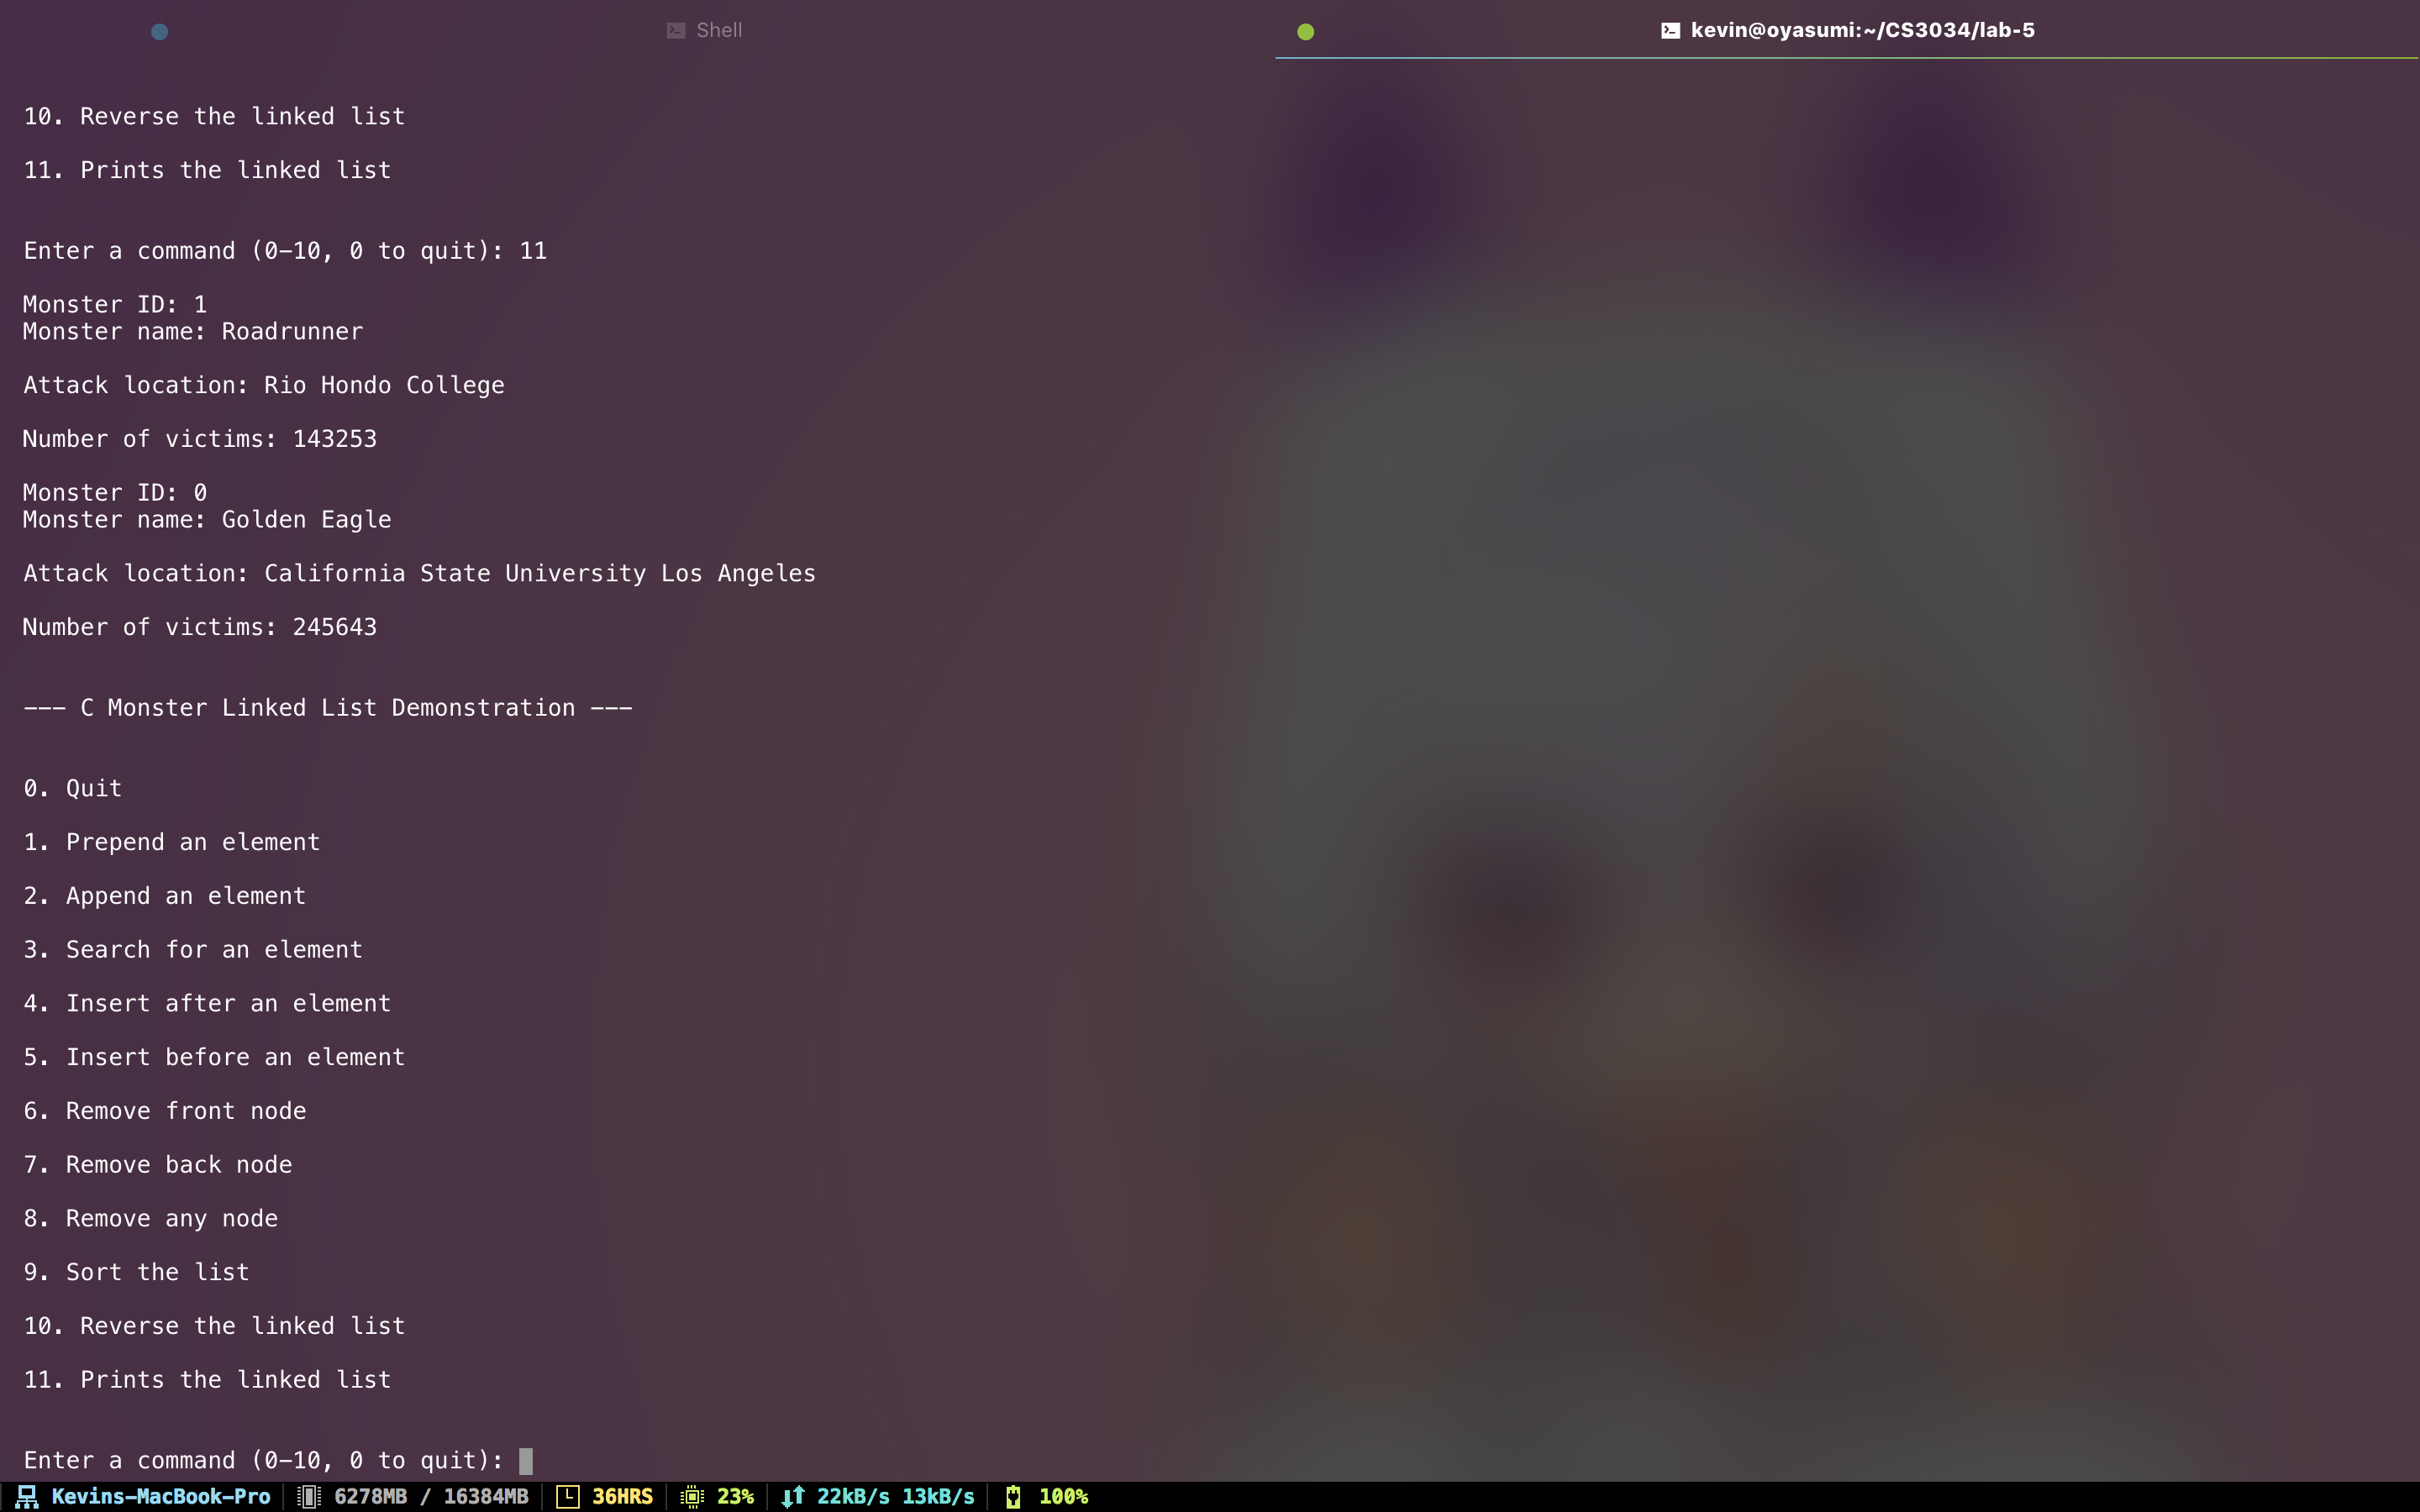 Shell
kevin@oyasumi:~/CS3034/lab-5
10. Reverse the linked list
11. Prints the linked list
Enter a command (0-10, 0 to quit): 11
Monster ID: 1
Monster name: Roadrunner
Attack location: Rio Hondo College
Number of victims: 143253
Monster ID: 0
Monster name: Golden Eagle
Attack location: California State University Los Angeles
Number of victims: 245643
--- C Monster Linked List Demonstration ---
0. Quit
1. Prepend an element
2. Append an element
3. Search for an element
4. Insert after an element
5. Insert before an element
6. Remove front node
7. Remove back node
8. Remove any node
9. Sort the list
10. Reverse the linked list
11. Prints the linked list
Enter a command (0-10, 0 to quit):
Kevins-MacBook-Pro 6278MB / 16384MB 36HRS 23% 22kB/s 13kB/s 100%